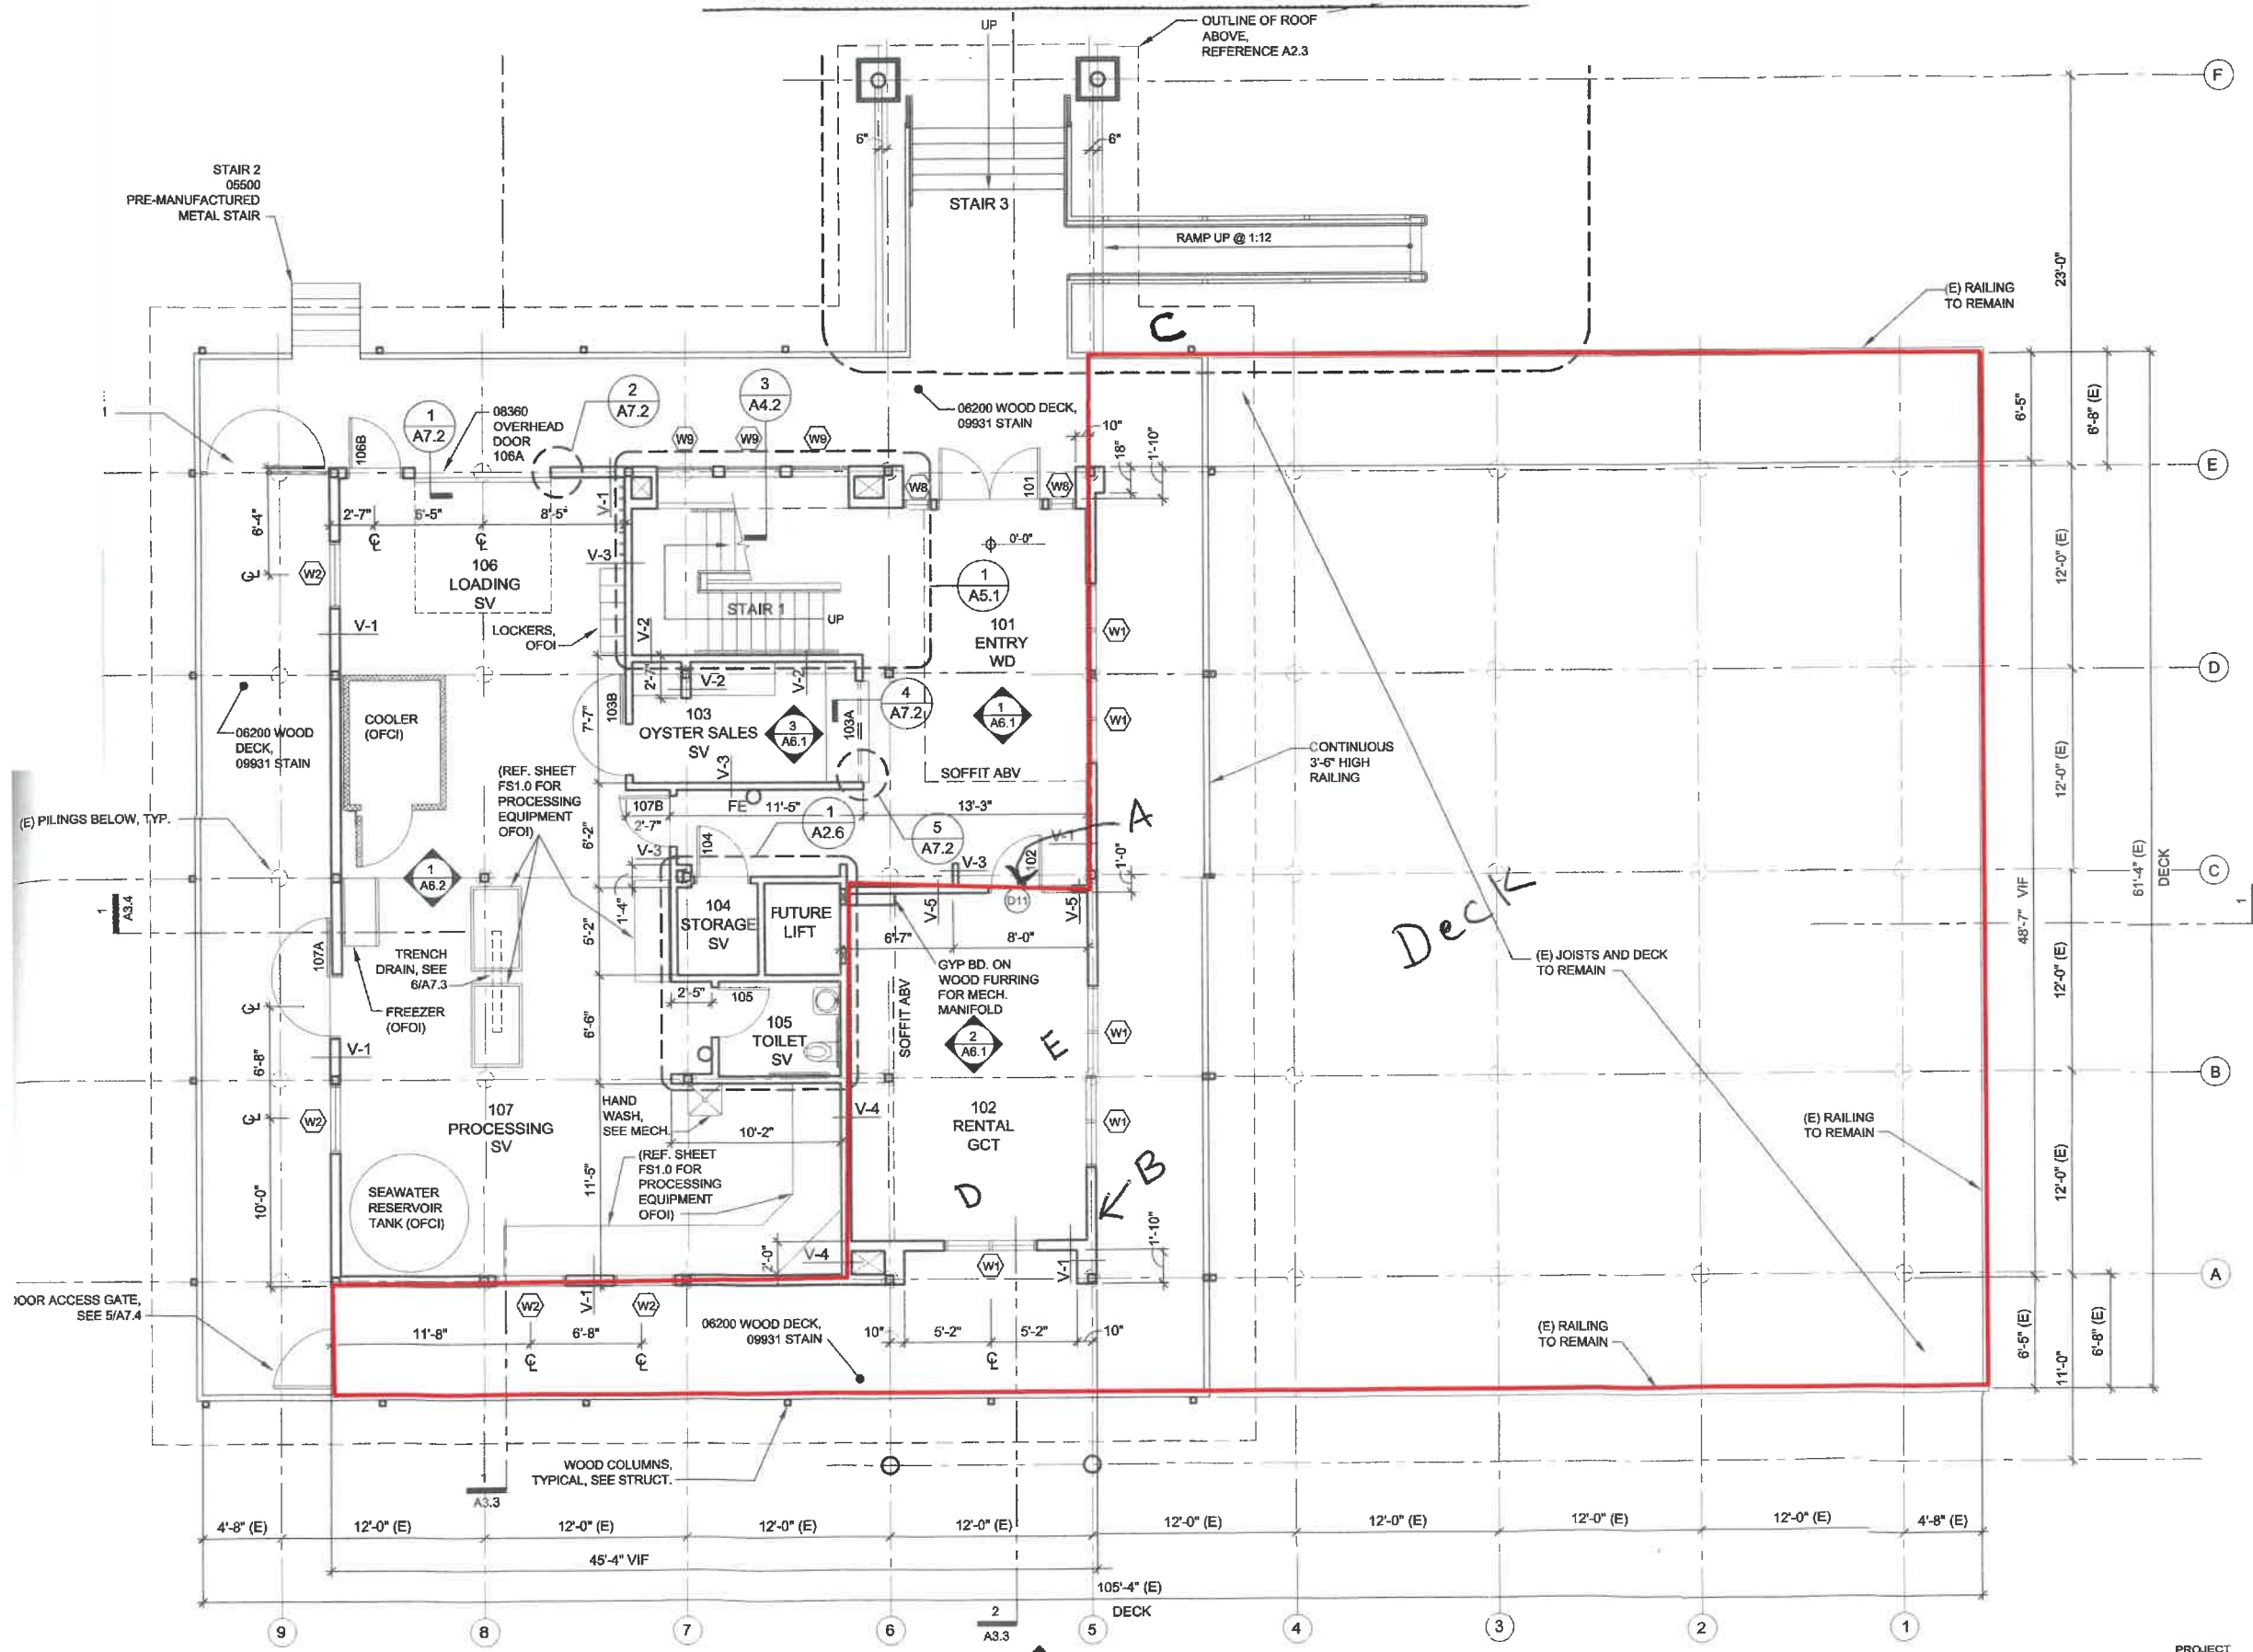 UP
OUTLINE OF ROOF
ABOVE,
REFERENCE A2.3
F
6"
6"
STAIR 2
05500
PRE-MANUFACTURED
METAL STAIR
STAIR 3
RAMP UP @ 1:12
23'-0"
(E) RAILING
TO REMAIN
C
2
A7.2
3
A4.2
1
A7.2
08360
OVERHEAD
DOOR
106A
106B
W9
W9
W9
06200 WOOD DECK,
09931 STAIN
10"
18"
1'-10"
6'-5"
6'-8" (E)
E
W8
101
W8
6'-4"
2'-7"
6'-5"
8'-5"
V-1
CL
CL
CL
W2
V-3
106
LOADING
SV
0'-0"
1
A5.1
12'-0" (E)
STAIR 1
UP
V-1
LOCKERS,
OFOI
V-2
101
ENTRY
WD
W1
2'-7"
V-2
V-2
D
103B
7'-7"
103
OYSTER SALES
SV
3
A6.1
103A
4
A7.2
1
A6.1
W1
COOLER
(OFCI)
06200 WOOD
DECK,
09931 STAIN
CONTINUOUS
3'-6" HIGH
RAILING
12'-0" (E)
(REF. SHEET
FS1.0 FOR
PROCESSING
EQUIPMENT
OFOI)
V-3
SOFFIT ABV
107B
FE
11'-5"
13'-3"
2'-7"
1
A2.6
5
A7.2
A
(E) PILINGS BELOW, TYP.
6'-2"
V-3
104
V-3
V-1
102
1'-0"
1
A6.2
61'-4" (E)
DECK
C
1
A3.4
1'-4"
104
STORAGE
SV
FUTURE
LIFT
V-5
D11
V-5
Deck
48'-7" VIF
1
5'-2"
6'-7"
8'-0"
107A
TRENCH
DRAIN, SEE
6/A7.3
GYP BD. ON
WOOD FURRING
FOR MECH.
MANIFOLD
(E) JOISTS AND DECK
TO REMAIN
12'-0" (E)
CL
FREEZER
(OFOI)
2'-5"
105
SOFFIT ABV
6'-6"
105
TOILET
SV
2
A6.1
E
W1
V-1
6'-8"
B
CL
W2
107
PROCESSING
SV
HAND
WASH,
SEE MECH.
V-4
102
RENTAL
GCT
W1
(E) RAILING
TO REMAIN
10'-2"
(REF. SHEET
FS1.0 FOR
PROCESSING
EQUIPMENT
OFOI)
B
11'-5"
12'-0" (E)
10'-0"
SEAWATER
RESERVOIR
TANK (OFCI)
D
2'-0"
V-4
1'-10"
W1
V-1
A
OOR ACCESS GATE,
SEE 5/A7.4
W2
V-1
W2
11'-8"
6'-8"
CL
CL
06200 WOOD DECK,
09931 STAIN
10"
5'-2"
5'-2"
10"
CL
(E) RAILING
TO REMAIN
6'-5" (E)
11'-0"
6'-8" (E)
WOOD COLUMNS,
TYPICAL, SEE STRUCT.
1
A3.3
4'-8" (E)
12'-0" (E)
12'-0" (E)
12'-0" (E)
12'-0" (E)
12'-0" (E)
12'-0" (E)
12'-0" (E)
12'-0" (E)
4'-8" (E)
45'-4" VIF
105'-4" (E)
DECK
2
A3.3
9
8
7
6
5
4
3
2
1
PROJECT